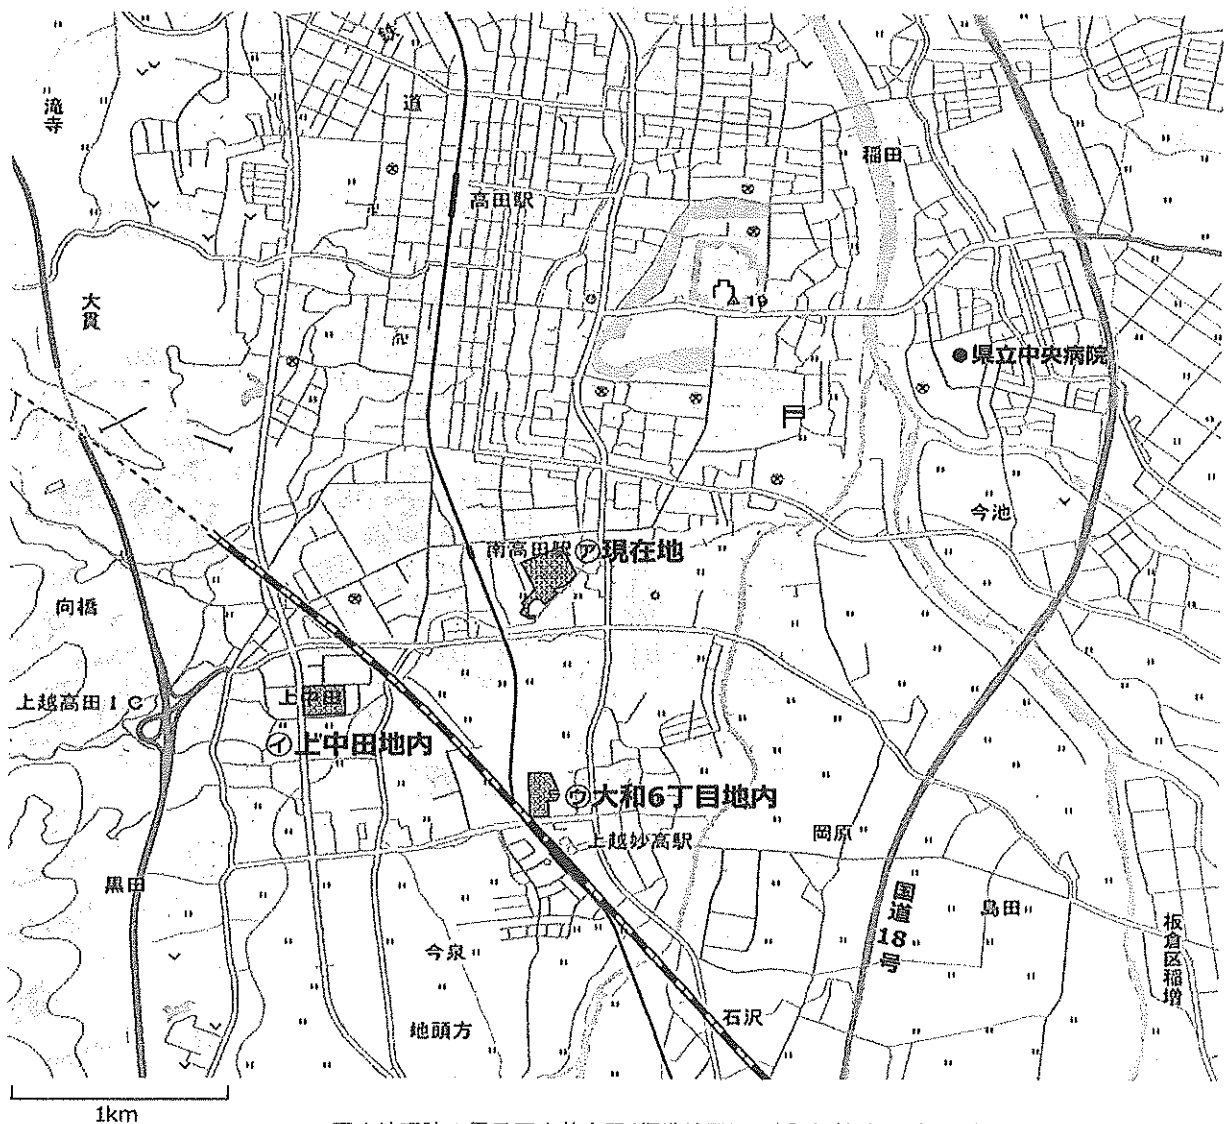 鉄
道
滝寺
稲田
高田駅
大貫
19
県立中央病院
今池
南高田駅
㋐現在地
向橋
上越高田IC
上中田
㋑上中田地内
㋒大和6丁目地内
上越妙高駅
岡原
黒田
国道18号
島田
板倉区稲増
今泉
石沢
地頭方
1km